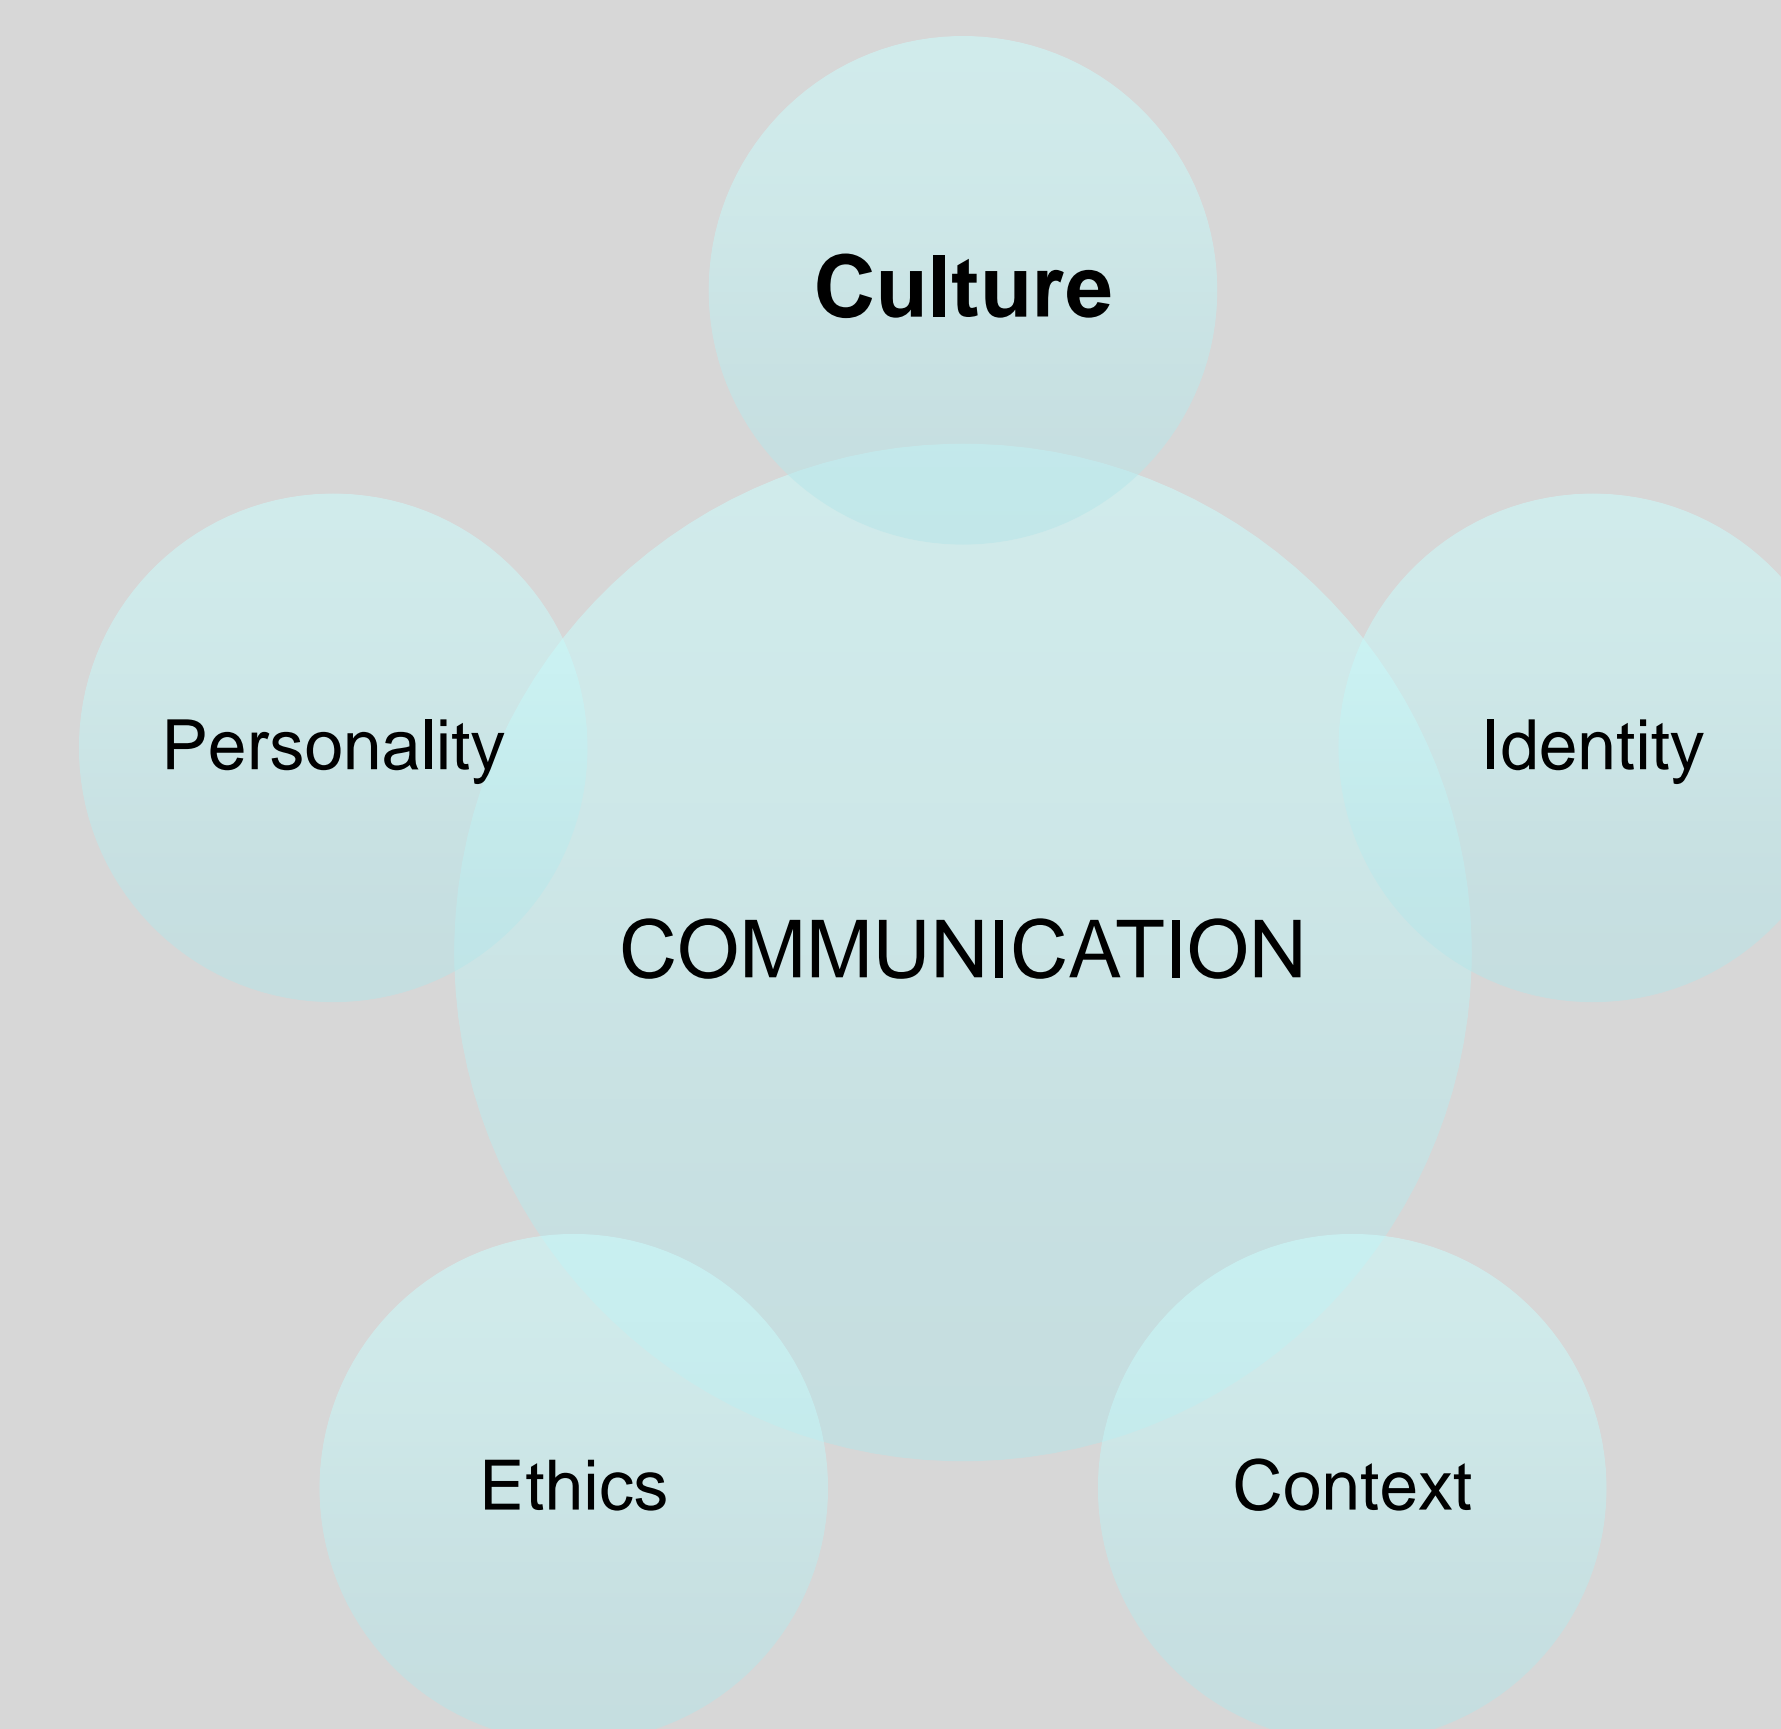 Culture
Personality
Identity
COMMUNICATION
Ethics
Context